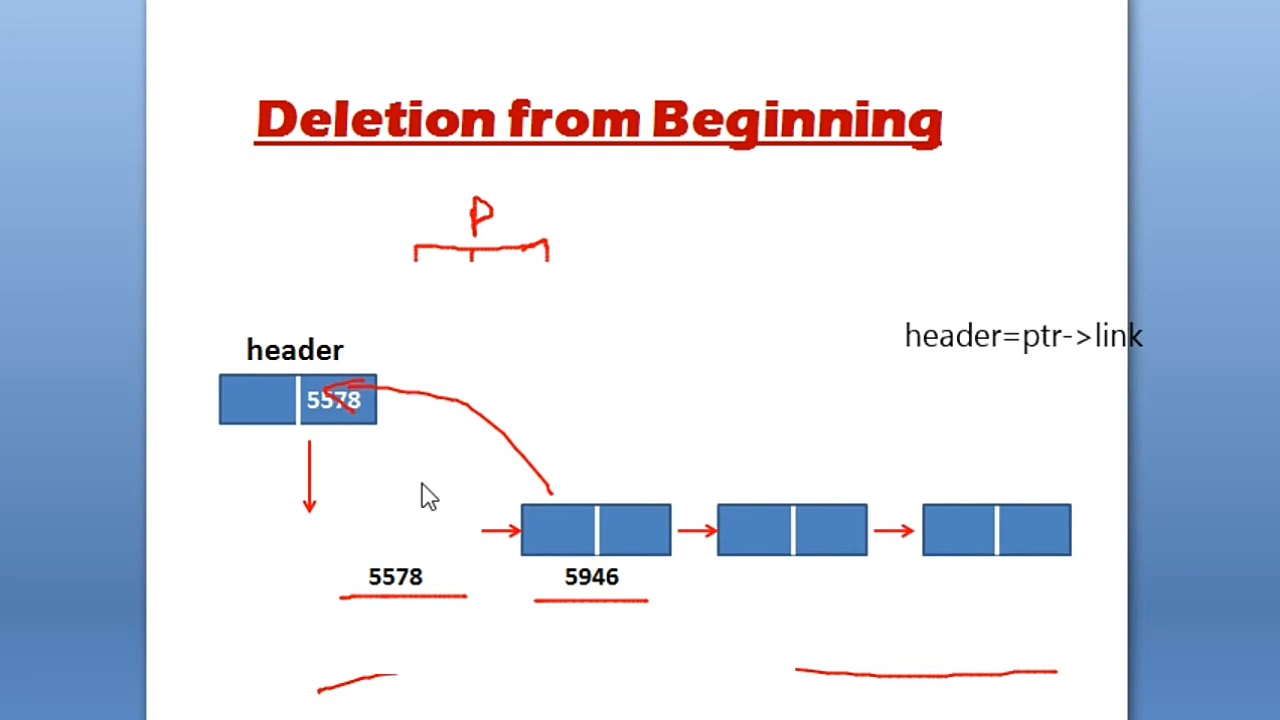 Deletion from Beginning
P
header=ptr->link
header
5578
5578
5946